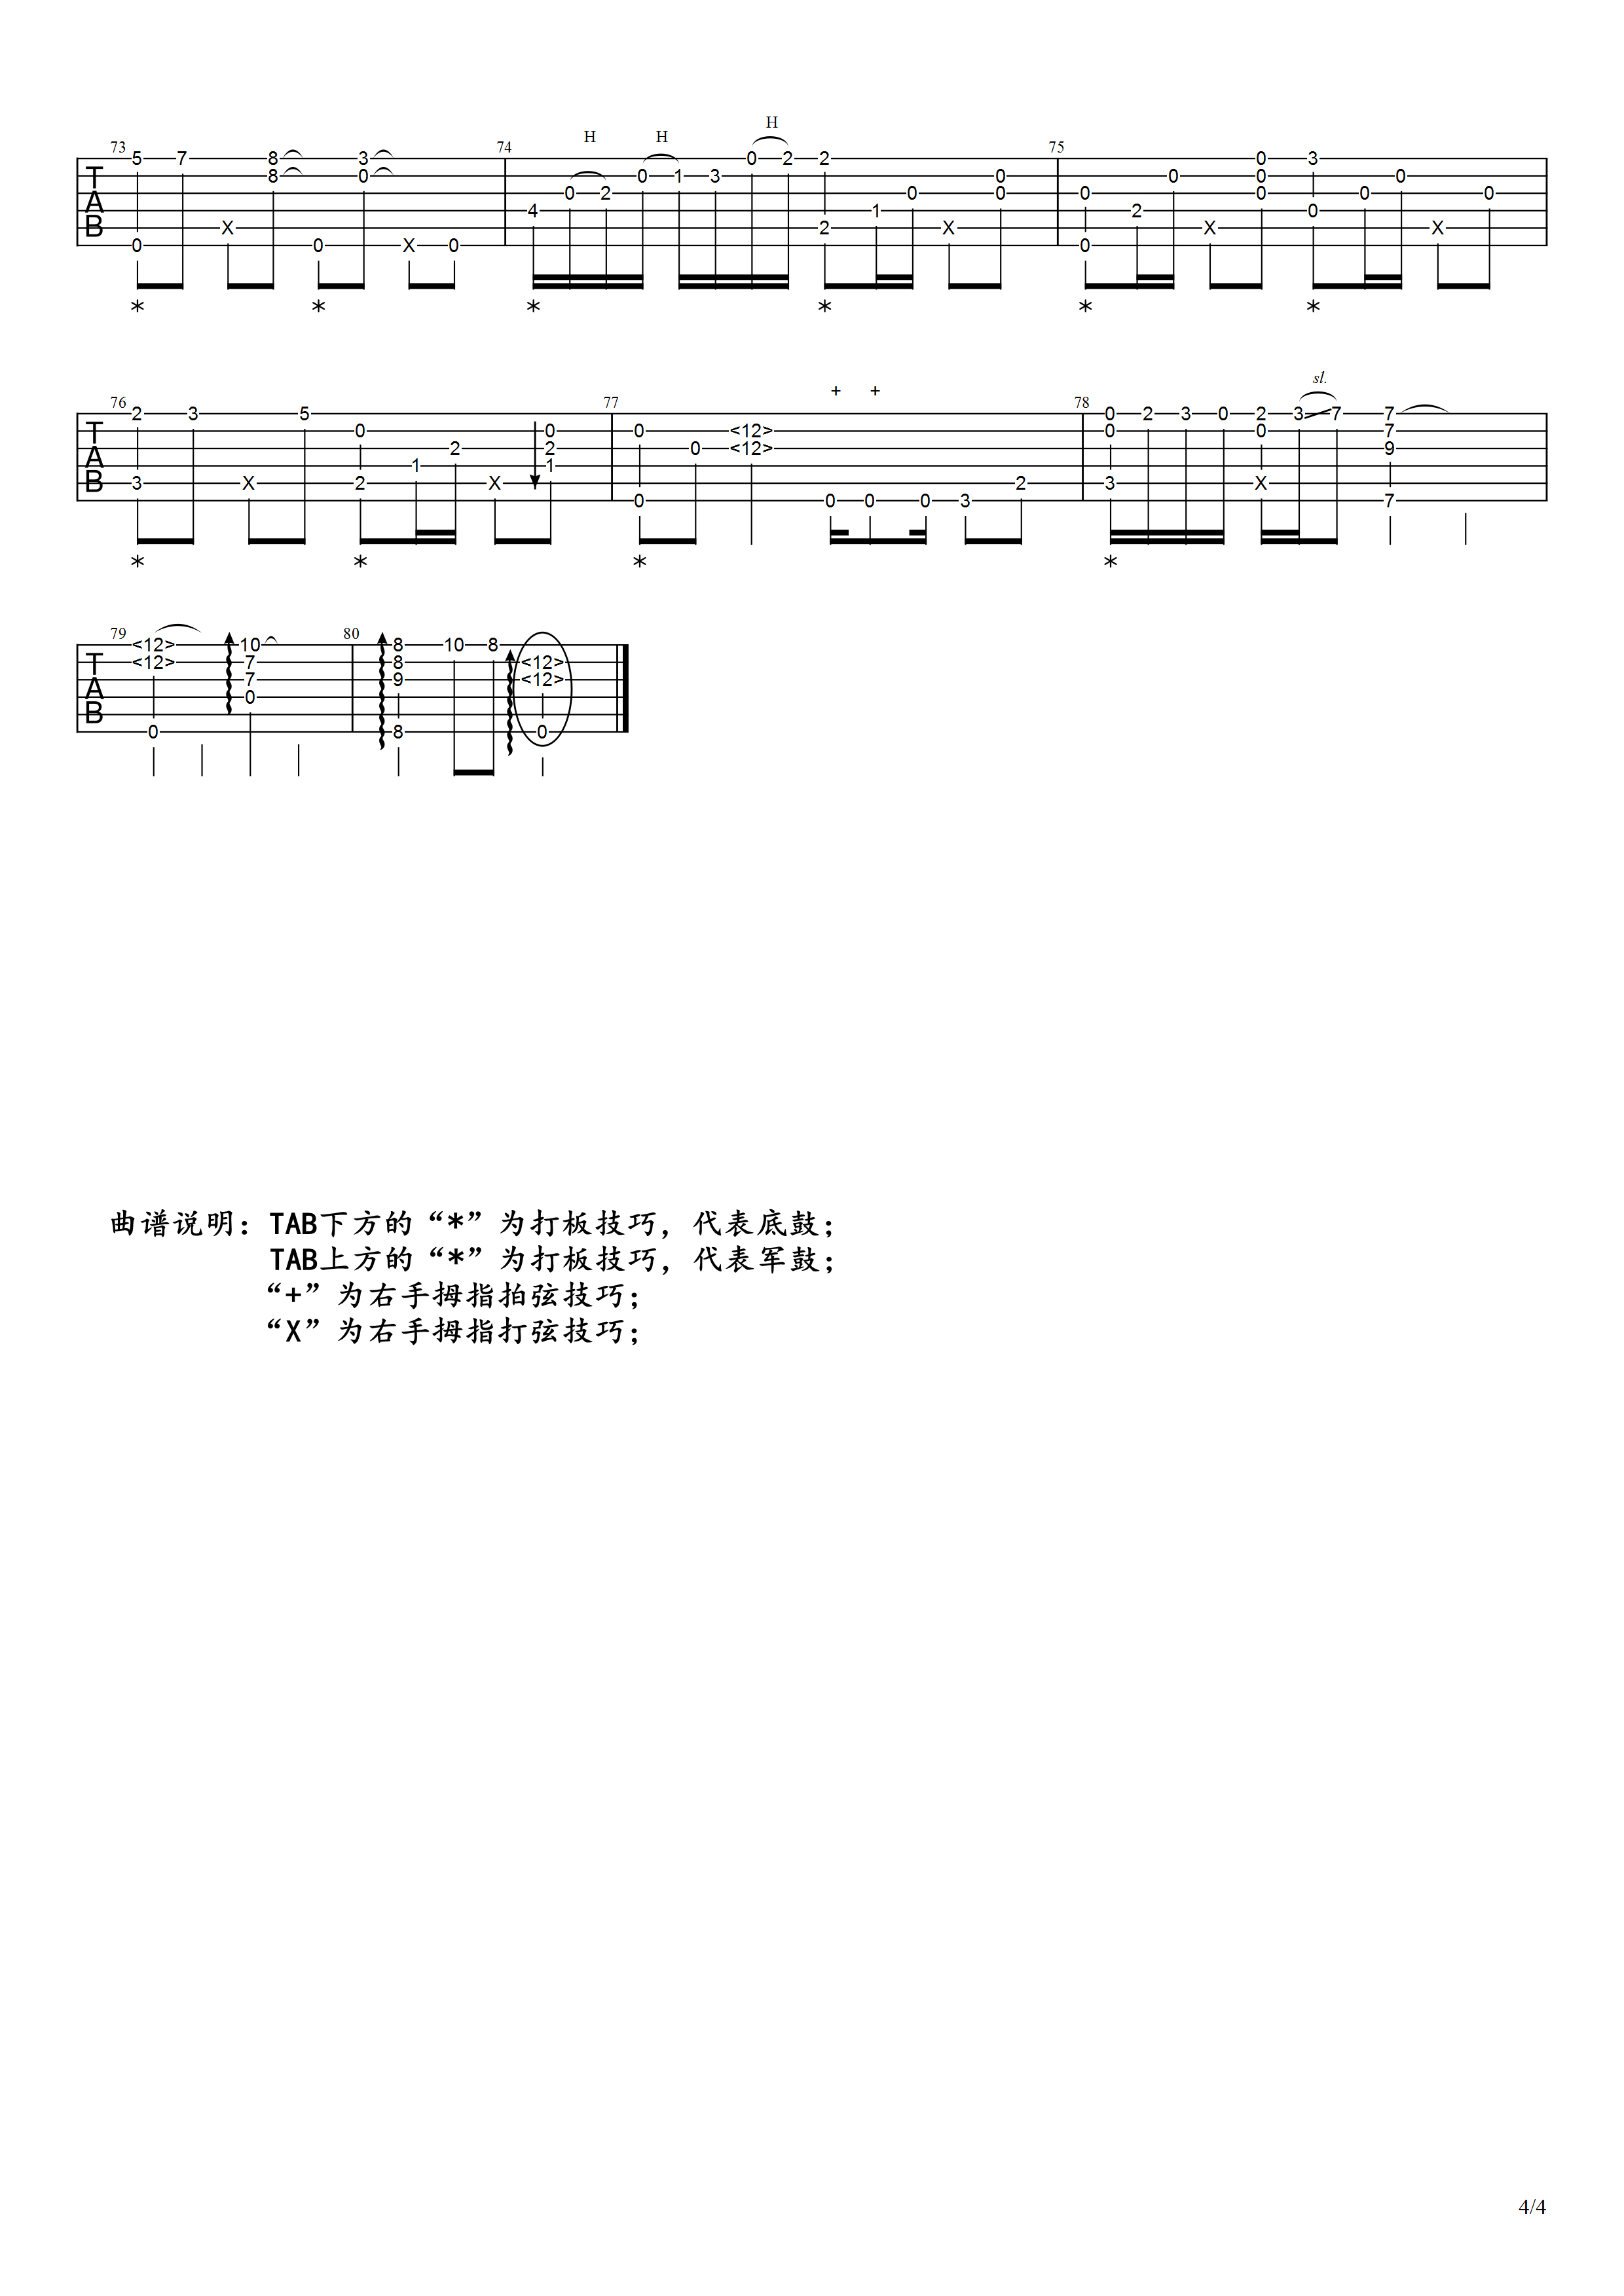 H H H
73 5 7 8 3 74 0 2 2 75 0 3
T 8 0 0 1 3 0 0 0
A 0 2 0 0 0 0 0 0
4 1 2 0
B X 2 X X X
0 0 X 0 0
* * * * * *
+ + sl.
76 2 3 5 77 78 0 2 3 0 2 3 7 7
T 0 0 0 <12> 0 0 7
A 2 2 0 <12> 9
1 1
B 3 X 2 X 2 3 X
0 0 0 0 3 7
* * * *
79 <12> 10 80 8 10 8
T <12> 7 8 <12>
A 7 9 <12>
0
B
0 8 0
曲谱说明：TAB下方的“*”为打板技巧，代表底鼓；
TAB上方的“*”为打板技巧，代表军鼓；
“+”为右手拇指拍弦技巧；
“X”为右手拇指打弦技巧；
4/4